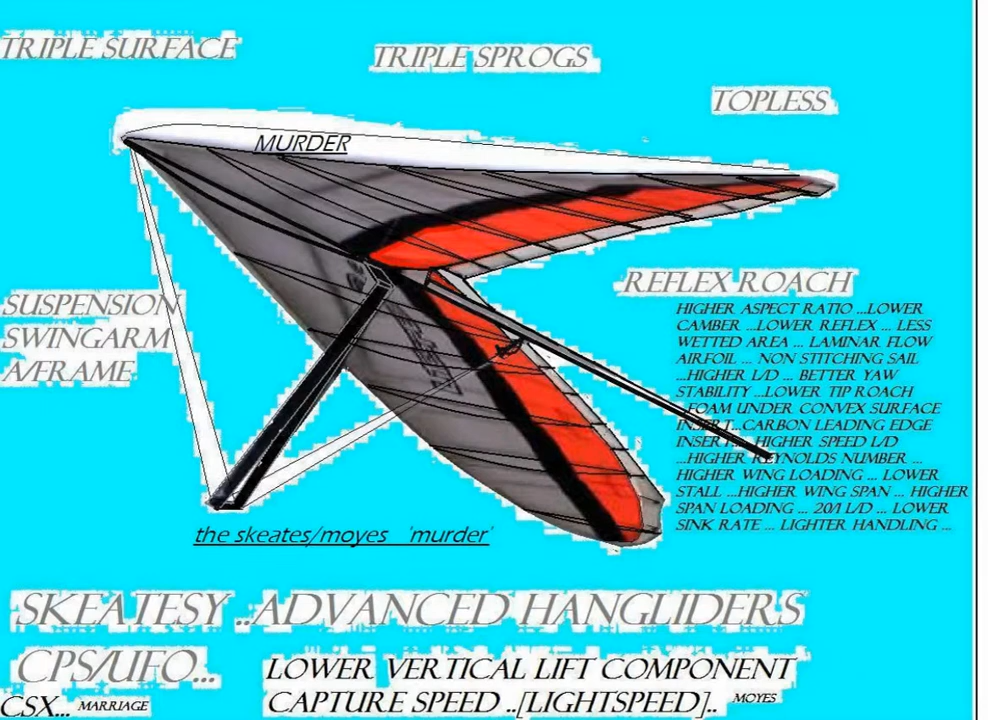 TRIPLE SURFACE
TRIPLE SPROGS
TOPLESS
MURDER
REFLEX ROACH
HIGHER ASPECT RATIO ...LOWER
CAMBER ...LOWER REFLEX ... LESS
WETTED AREA ... LAMINAR FLOW
AIRFOIL ... NON STITCHING SAIL
...HIGHER L/D ... BETTER YAW
STABILITY ...LOWER TIP ROACH
..FOAM UNDER CONVEX SURFACE
INSERT...CARBON LEADING EDGE
INSERT... HIGHER SPEED L/D
...HIGHER REYNOLDS NUMBER ...
HIGHER WING LOADING ... LOWER
STALL ...HIGHER WING SPAN ... HIGHER
SPAN LOADING ... 20/1 L/D ... LOWER
SINK RATE ... LIGHTER HANDLING ...
SUSPENSION
SWINGARM
A/FRAME
the skeates/moyes 'murder'
SKEATESY ..ADVANCED HANGLIDERS
CPS/UFO...
LOWER VERTICAL LIFT COMPONENT
CSX... MARRIAGE
CAPTURE SPEED ..[LIGHTSPEED].. MOYES